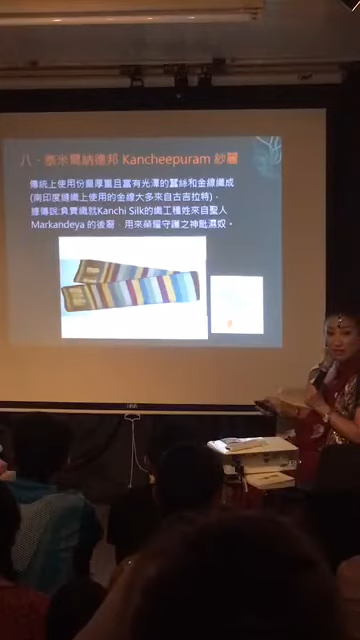 八．泰米爾納德邦 Kancheepuram 紗麗
傳統上使用份量厚重且富有光澤的蠶絲和金線織成
(南印度縫織上使用的金線大多來自古吉拉特)，
據傳說,負責織就Kanchi Silk的織工種姓來自聖人
Markandeya 的後裔，用來榮耀守護之神毗濕奴。